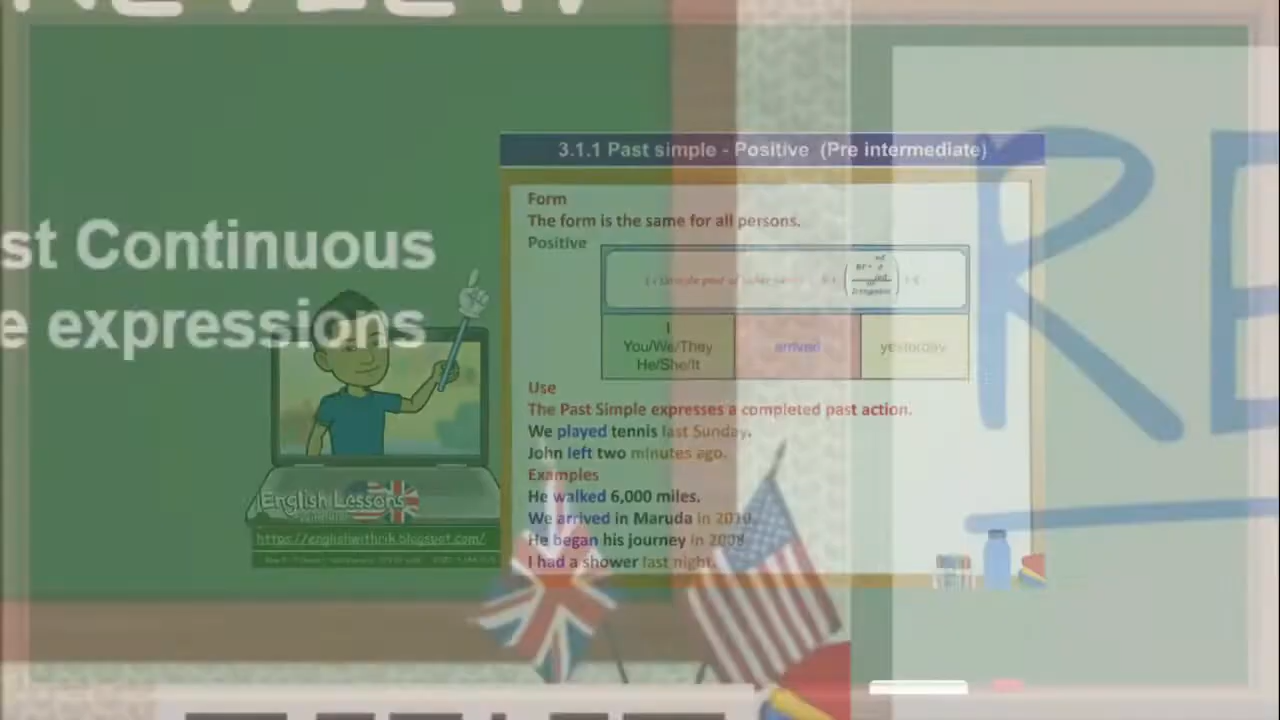 REVIEW
st Continuous
e expressions
RE
3.1.1 Past simple - Positive (Pre intermediate)
Form
The form is the same for all persons.
Positive
I
You/We/They
He/She/It
arrived
yesterday
Use
The Past Simple expresses a completed past action.
We played tennis last Sunday.
John left two minutes ago.
Examples
He walked 6,000 miles.
We arrived in Maruda in 2010.
He began his journey in 2008
I had a shower last night.
English Lessons
https://englishwithrik.blogspot.com/